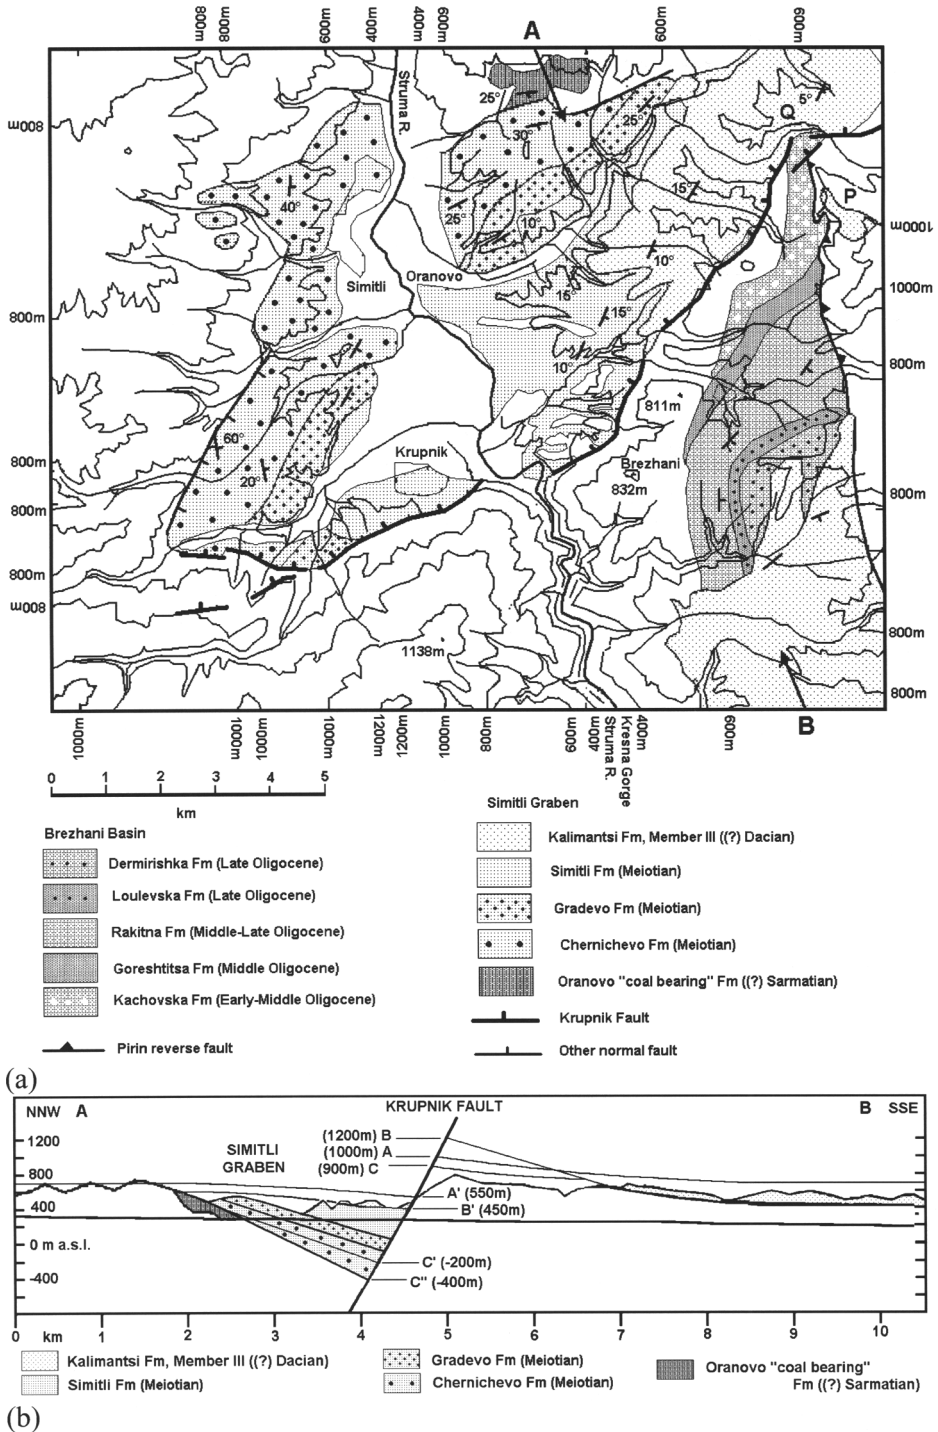 800m
800m
600m
400m
400m
600m
A
600m
600m
Struma R.
25°
25°
5°
Q
800m
30°
15°
P
40°
25°
10°
10°
1000m
Simitli
Oranovo
15°
1000m
800m
15°
10°
800m
811m
60°
Krupnik
Brezhani
20°
832m
800m
800m
800m
800m
800m
1138m
800m
800m
B
1000m
1000m
1000m
1000m
1200m
1200m
1000m
800m
600m
400m
Struma R.
Kresna Gorge
400m
600m
0 1 2 3 4 5
km
Brezhani Basin
Dermirishka Fm (Late Oligocene)
Loulevska Fm (Late Oligocene)
Rakitna Fm (Middle-Late Oligocene)
Goreshtitsa Fm (Middle Oligocene)
Kachovska Fm (Early-Middle Oligocene)
Pirin reverse fault
Simitli Graben
Kalimantsi Fm, Member III ((?) Dacian)
Simitli Fm (Meiotian)
Gradevo Fm (Meiotian)
Chernichevo Fm (Meiotian)
Oranovo "coal bearing" Fm ((?) Sarmatian)
Krupnik Fault
Other normal fault
(a)
NNW A
KRUPNIK FAULT
B SSE
1200
800
400
0 m a.s.l.
-400
SIMITLI
GRABEN
(1200m) B
(1000m) A
(900m) C
A' (550m)
B' (450m)
C' (-200m)
C'' (-400m)
0 km 1 2 3 4 5 6 7 8 9 10
Kalimantsi Fm, Member III ((?) Dacian)
Simitli Fm (Meiotian)
Gradevo Fm (Meiotian)
Chernichevo Fm (Meiotian)
Oranovo "coal bearing"
Fm ((?) Sarmatian)
(b)